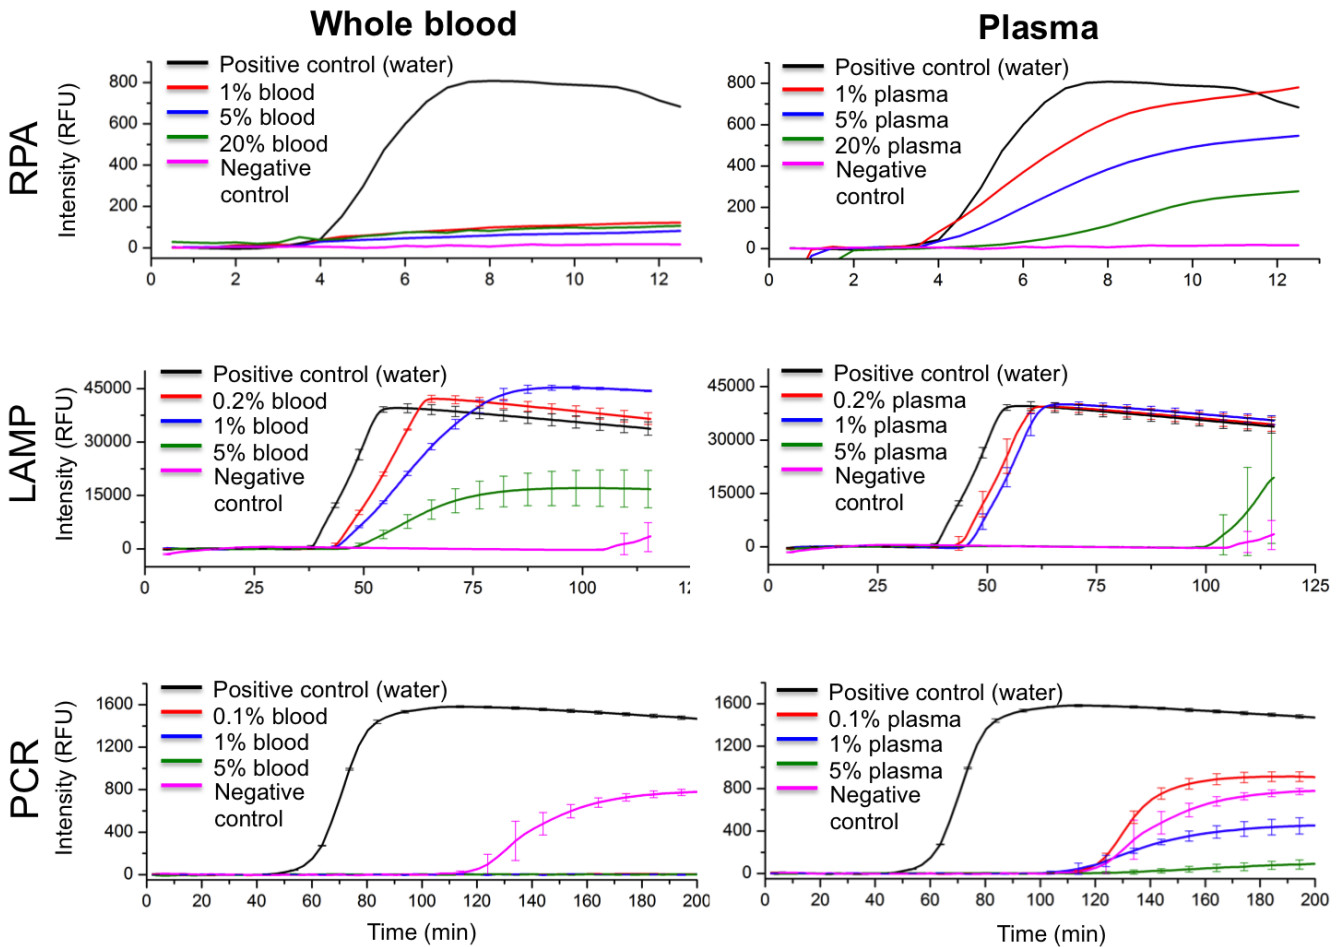 Whole blood
Plasma
RPA
Intensity (RFU)
800
600
400
200
0
Positive control (water)
1% blood
5% blood
20% blood
Negative
control
0 2 4 6 8 10 12
Intensity (RFU)
800
600
400
200
0
Positive control (water)
1% plasma
5% plasma
20% plasma
Negative
control
0 2 4 6 8 10 12
LAMP
Intensity (RFU)
45000
30000
15000
0
Positive control (water)
0.2% blood
1% blood
5% blood
Negative
control
0 25 50 75 100 12
Intensity (RFU)
45000
30000
15000
0
Positive control (water)
0.2% plasma
1% plasma
5% plasma
Negative
control
0 25 50 75 100 125
PCR
Intensity (RFU)
1600
1200
800
400
0
Positive control (water)
0.1% blood
1% blood
5% blood
Negative
control
0 20 40 60 80 100 120 140 160 180 200
Time (min)
Intensity (RFU)
1600
1200
800
400
0
Positive control (water)
0.1% plasma
1% plasma
5% plasma
Negative
control
0 20 40 60 80 100 120 140 160 180 200
Time (min)